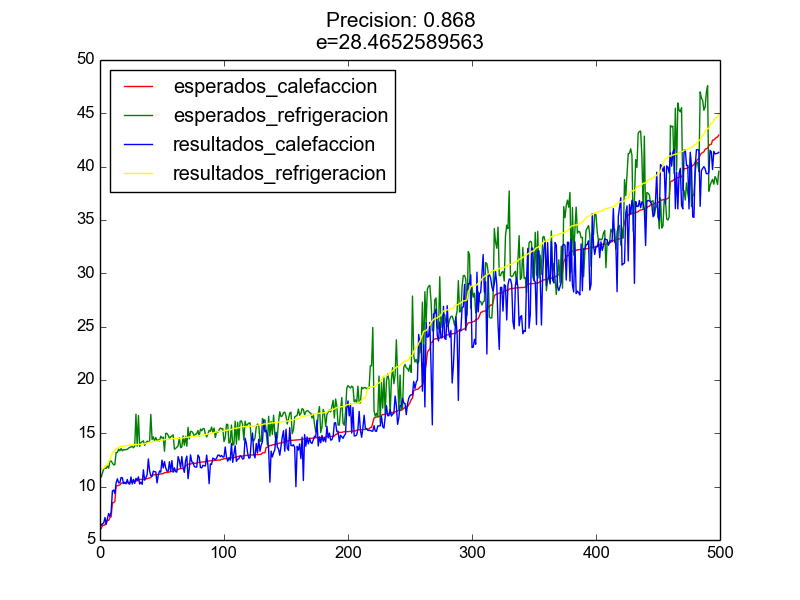 Precision: 0.868
e=28.4652589563
esperados_calefaccion
esperados_refrigeracion
resultados_calefaccion
resultados_refrigeracion
50
45
40
35
30
25
20
15
10
5
0 100 200 300 400 500